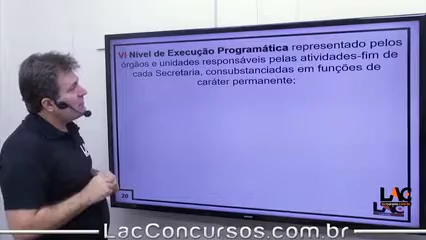 VI Nível de Execução Programática representado pelos
órgãos e unidades responsáveis pelas atividades-fim de
cada Secretaria, consubstanciadas em funções de
caráter permanente;
20
LAC
LAC
LacConcursos.com.br